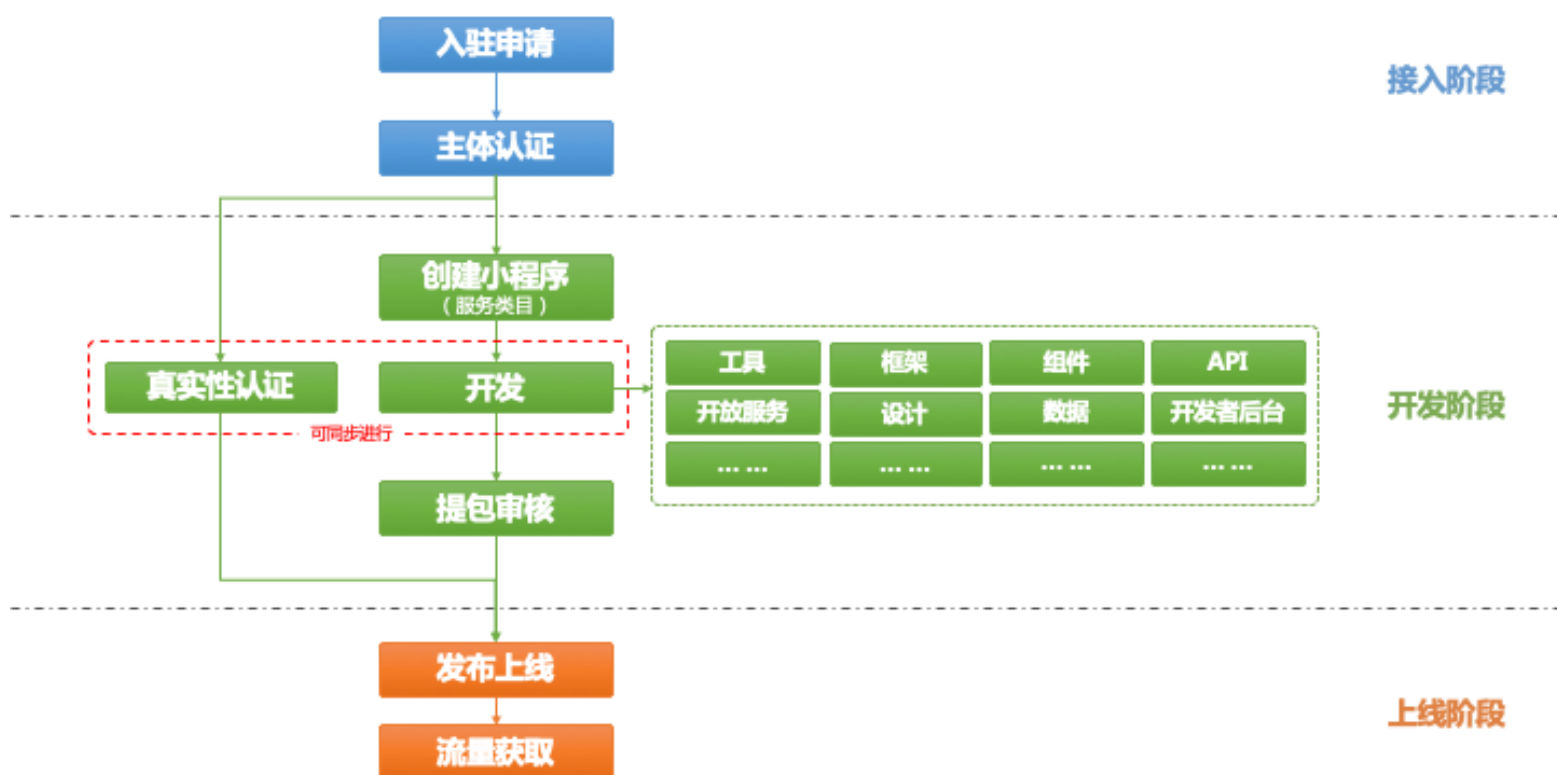 入驻申请
接入阶段
主体认证
创建小程序
（服务类目）
真实性认证
开发
可同步进行
工具
框架
组件
API
开放服务
设计
数据
开发者后台
... ...
... ...
... ...
... ...
开发阶段
提包审核
发布上线
上线阶段
流量获取